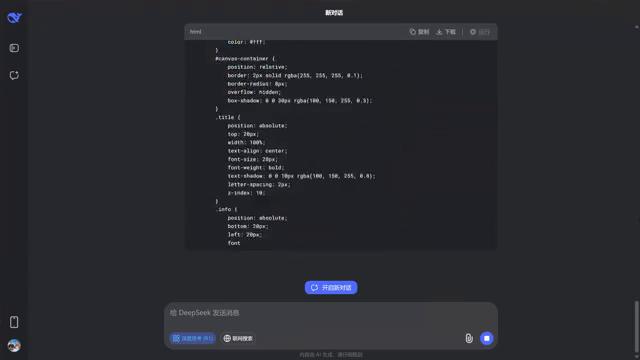 新对话
html
复制
下载
运行
color: #fff;
}
#canvas-container {
position: relative;
border: 2px solid rgba(255, 255, 255, 0.1);
border-radius: 8px;
overflow: hidden;
box-shadow: 0 0 30px rgba(100, 150, 255, 0.3);
}
.title {
position: absolute;
top: 20px;
width: 100%;
text-align: center;
font-size: 28px;
font-weight: bold;
text-shadow: 0 0 10px rgba(100, 150, 255, 0.8);
letter-spacing: 2px;
z-index: 10;
}
.info {
position: absolute;
bottom: 20px;
left: 20px;
font
开启新对话
给 DeepSeek 发送消息
深度思考 (R1)
联网搜索
内容由 AI 生成，请仔细甄别